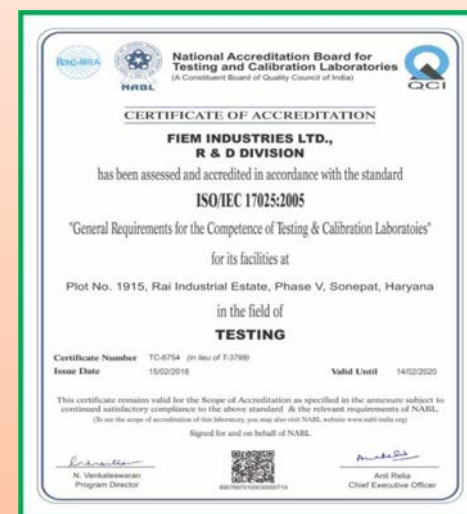 ilac-MRA
NABL
National Accreditation Board for
Testing and Calibration Laboratories
(A Constituent Board of Quality Council of India)
QCI
CERTIFICATE OF ACCREDITATION
FIEM INDUSTRIES LTD.,
R & D DIVISION
has been assessed and accredited in accordance with the standard
ISO/IEC 17025:2005
"General Requirements for the Competence of Testing & Calibration Laboratoies"
for its facilities at
Plot No. 1915, Rai Industrial Estate, Phase V, Sonepat, Haryana
in the field of
TESTING
Certificate Number TC-6754 (in lieu of T-3799)
Issue Date 15/02/2018 Valid Until 14/02/2020
This certificate remains valid for the Scope of Accreditation as specified in the annexure subject to
continued satisfactory compliance to the above standard & the relevant requirements of NABL.
(To see the scope of accreditation of this laboratory, you may also visit NABL website www.nabl-india.org)
Signed for and on behalf of NABL
N. Venkateswaran
Program Director
Anil Relia
Chief Executive Officer